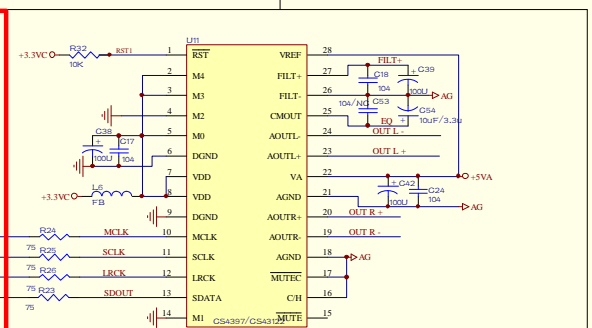 U11
+3.3VC R32 10K RST1 1 RST VREF 28
2 M4 FILT+ 27 FILT+ C18 104 C39 100U
3 M3 FILT- 26 AG
4 M2 CMOUT 25 104/NC C53 C54 10uF/3.3u EQ
C38 100U C17 104 5 M0 AOUTL- 24 OUT L -
6 DGND AOUTL+ 23 OUT L +
7 VDD VA 22 +5VA
+3.3VC L6 FB 8 VDD AGND 21 C42 100U C24 104 AG
9 DGND AOUTR+ 20 OUT R +
R24 75 MCLK 10 MCLK AOUTR- 19 OUT R -
R25 75 SCLK 11 SCLK AGND 18 AG
R26 75 LRCK 12 LRCK MUTEC 17
R23 75 SDOUT 13 SDATA C/H 16
14 M1 MUTE 15
CS4397/CS43122